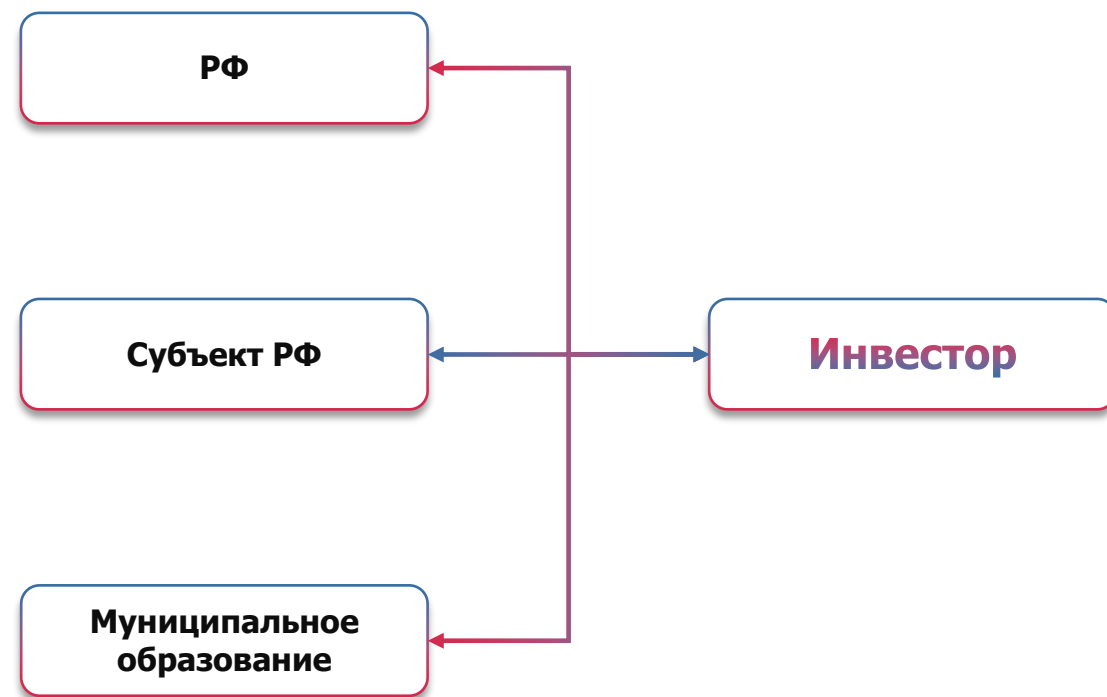 РФ
Субъект РФ
Инвестор
Муниципальное
образование